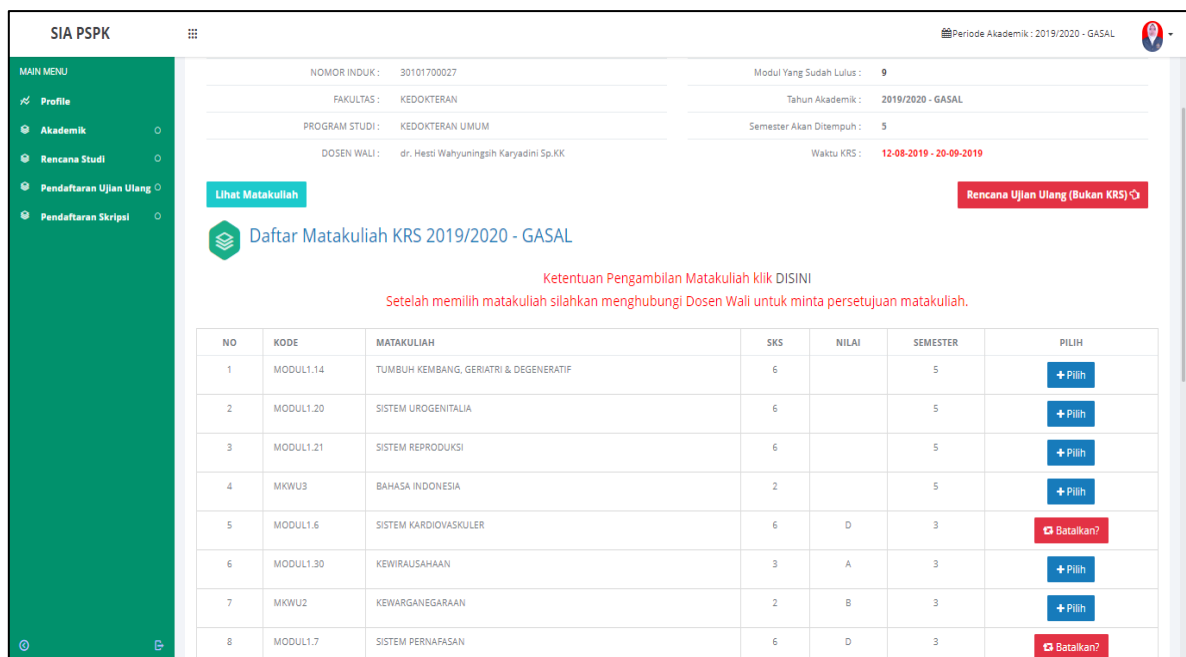 SIA PSPK
Periode Akademik : 2019/2020 - GASAL
MAIN MENU
Profile
Akademik
Rencana Studi
Pendaftaran Ujian Ulang
Pendaftaran Skripsi
NOMOR INDUK : 30101700027 Modul Yang Sudah Lulus : 9
FAKULTAS : KEDOKTERAN Tahun Akademik : 2019/2020 - GASAL
PROGRAM STUDI : KEDOKTERAN UMUM Semester Akan Ditempuh : 5
DOSEN WALI : dr. Hesti Wahyuningsih Karyadini Sp.KK Waktu KRS : 12-08-2019 - 20-09-2019
Lihat Matakuliah Rencana Ujian Ulang (Bukan KRS)
Daftar Matakuliah KRS 2019/2020 - GASAL
Ketentuan Pengambilan Matakuliah klik DISINI
Setelah memilih matakuliah silahkan menghubungi Dosen Wali untuk minta persetujuan matakuliah.
NO KODE MATAKULIAH SKS NILAI SEMESTER PILIH
1 MODUL1.14 TUMBUH KEMBANG, GERIATRI & DEGENERATIF 6 5 + Pilih
2 MODUL1.20 SISTEM UROGENITALIA 6 5 + Pilih
3 MODUL1.21 SISTEM REPRODUKSI 6 5 + Pilih
4 MKWU3 BAHASA INDONESIA 2 5 + Pilih
5 MODUL1.6 SISTEM KARDIOVASKULER 6 D 3 Batalkan?
6 MODUL1.30 KEWIRAUSAHAAN 3 A 3 + Pilih
7 MKWU2 KEWARGANEGARAAN 2 B 3 + Pilih
8 MODUL1.7 SISTEM PERNAFASAN 6 D 3 Batalkan?